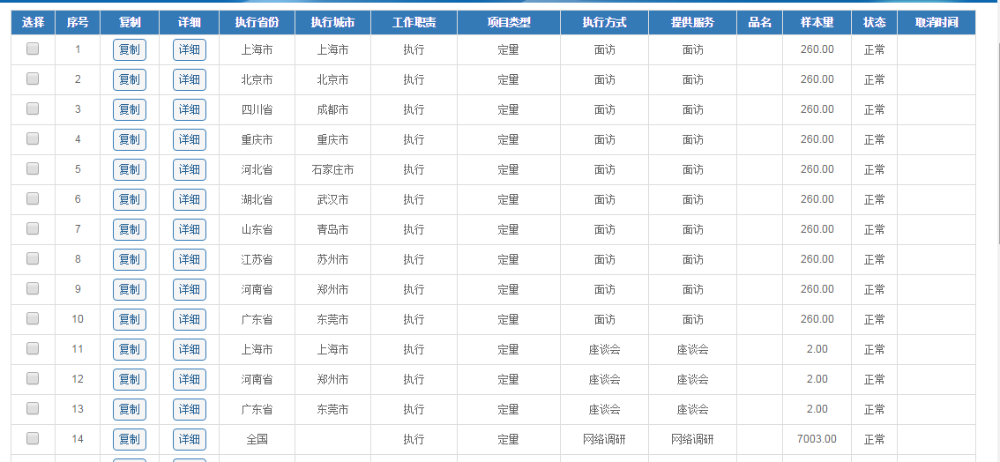 选择 序号 复制 详细 执行省份 执行城市 工作职责 项目类型 执行方式 提供服务 品名 样本量 状态 取消时间
1 复制 详细 上海市 上海市 执行 定量 面访 面访 260.00 正常
2 复制 详细 北京市 北京市 执行 定量 面访 面访 260.00 正常
3 复制 详细 四川省 成都市 执行 定量 面访 面访 260.00 正常
4 复制 详细 重庆市 重庆市 执行 定量 面访 面访 260.00 正常
5 复制 详细 河北省 石家庄市 执行 定量 面访 面访 260.00 正常
6 复制 详细 湖北省 武汉市 执行 定量 面访 面访 260.00 正常
7 复制 详细 山东省 青岛市 执行 定量 面访 面访 260.00 正常
8 复制 详细 江苏省 苏州市 执行 定量 面访 面访 260.00 正常
9 复制 详细 河南省 郑州市 执行 定量 面访 面访 260.00 正常
10 复制 详细 广东省 东莞市 执行 定量 面访 面访 260.00 正常
11 复制 详细 上海市 上海市 执行 定量 座谈会 座谈会 2.00 正常
12 复制 详细 河南省 郑州市 执行 定量 座谈会 座谈会 2.00 正常
13 复制 详细 广东省 东莞市 执行 定量 座谈会 座谈会 2.00 正常
14 复制 详细 全国 执行 定量 网络调研 网络调研 7003.00 正常